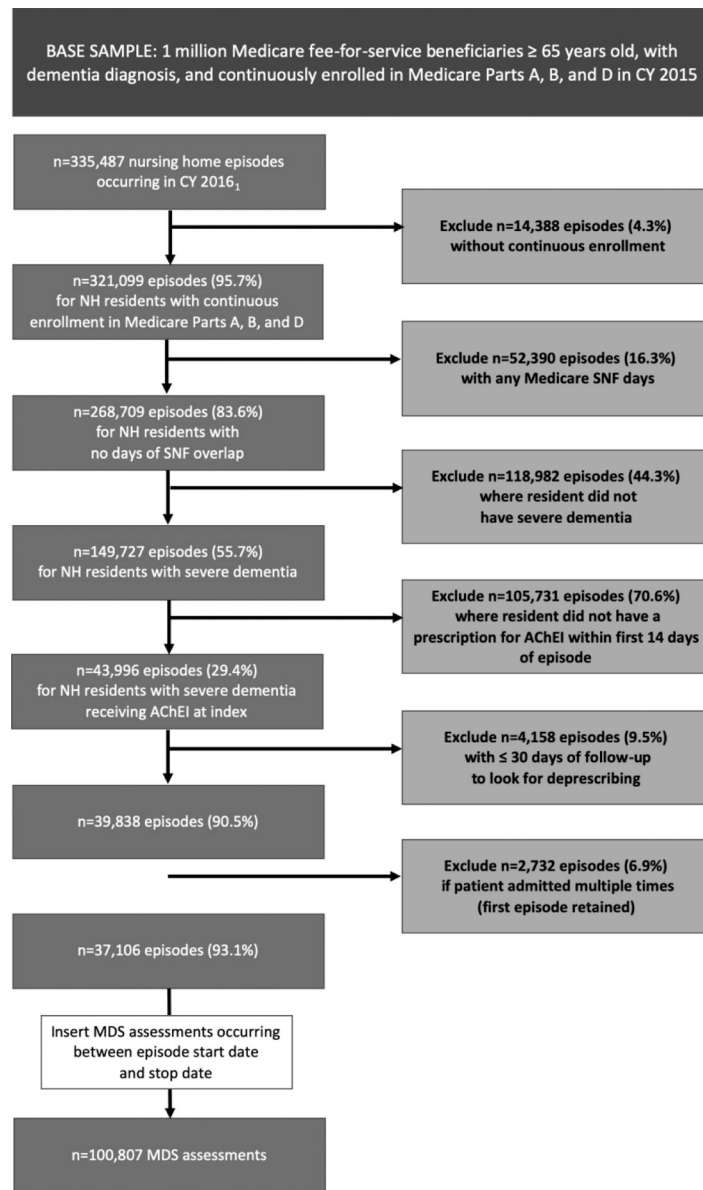 BASE SAMPLE: 1 million Medicare fee-for-service beneficiaries ≥ 65 years old, with
dementia diagnosis, and continuously enrolled in Medicare Parts A, B, and D in CY 2015
n=335,487 nursing home episodes
occurring in CY 2016₁
Exclude n=14,388 episodes (4.3%)
without continuous enrollment
n=321,099 episodes (95.7%)
for NH residents with continuous
enrollment in Medicare Parts A, B, and D
Exclude n=52,390 episodes (16.3%)
with any Medicare SNF days
n=268,709 episodes (83.6%)
for NH residents with
no days of SNF overlap
Exclude n=118,982 episodes (44.3%)
where resident did not
have severe dementia
n=149,727 episodes (55.7%)
for NH residents with severe dementia
Exclude n=105,731 episodes (70.6%)
where resident did not have a
prescription for AChEI within first 14 days
of episode
n=43,996 episodes (29.4%)
for NH residents with severe dementia
receiving AChEI at index
Exclude n=4,158 episodes (9.5%)
with ≤ 30 days of follow-up
to look for deprescribing
n=39,838 episodes (90.5%)
Exclude n=2,732 episodes (6.9%)
if patient admitted multiple times
(first episode retained)
n=37,106 episodes (93.1%)
Insert MDS assessments occurring
between episode start date
and stop date
n=100,807 MDS assessments